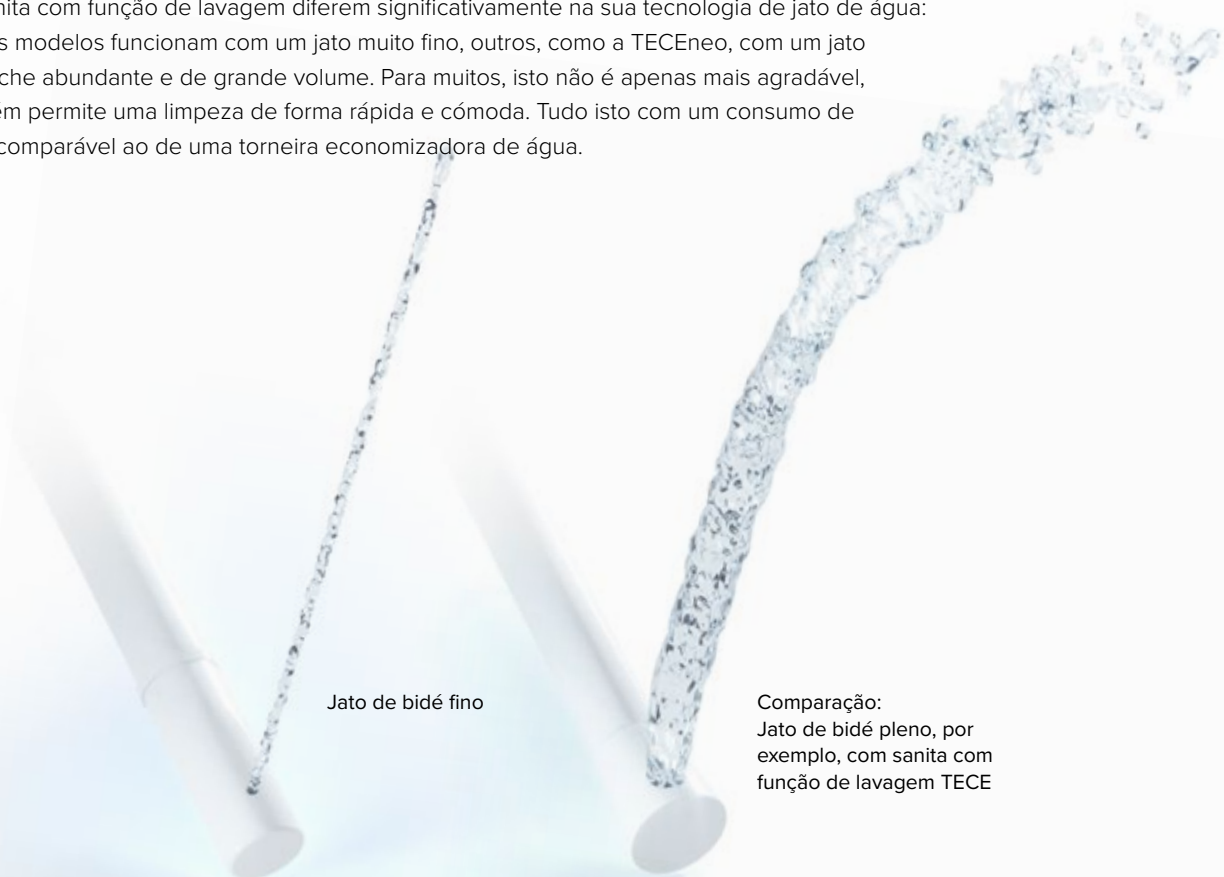 com função de lavagem diferem significativamente na sua tecnologia de jato de água:
modelos funcionam com um jato muito fino, outros, como a TECEneo, com um jato
abundante e de grande volume. Para muitos, isto não é apenas mais agradável,
permite uma limpeza de forma rápida e cómoda. Tudo isto com um consumo de
comparável ao de uma torneira economizadora de água.
Jato de bidé fino
Comparação:
Jato de bidé pleno, por
exemplo, com sanita com
função de lavagem TECE